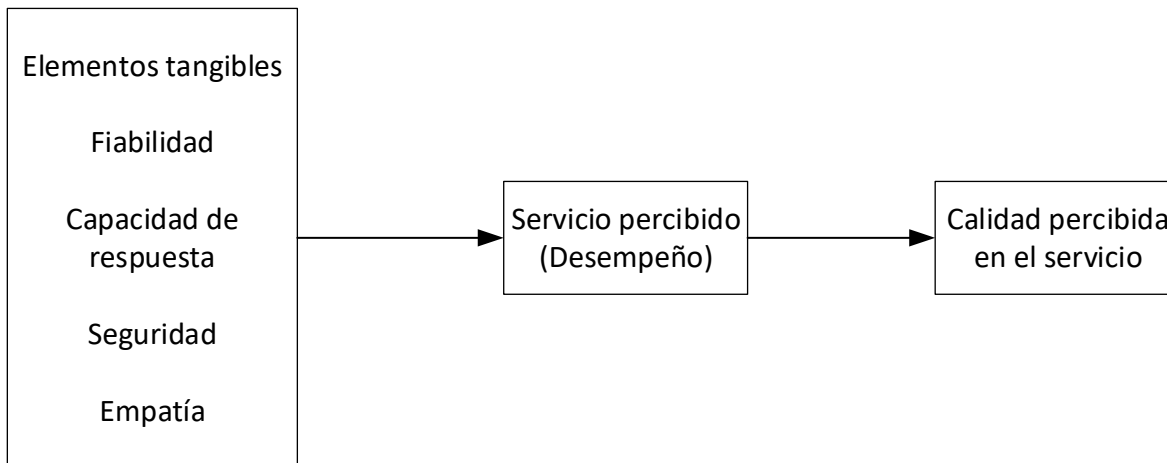 Elementos tangibles
Fiabilidad
Capacidad de
respuesta
Seguridad
Empatía
Servicio percibido
(Desempeño)
Calidad percibida
en el servicio